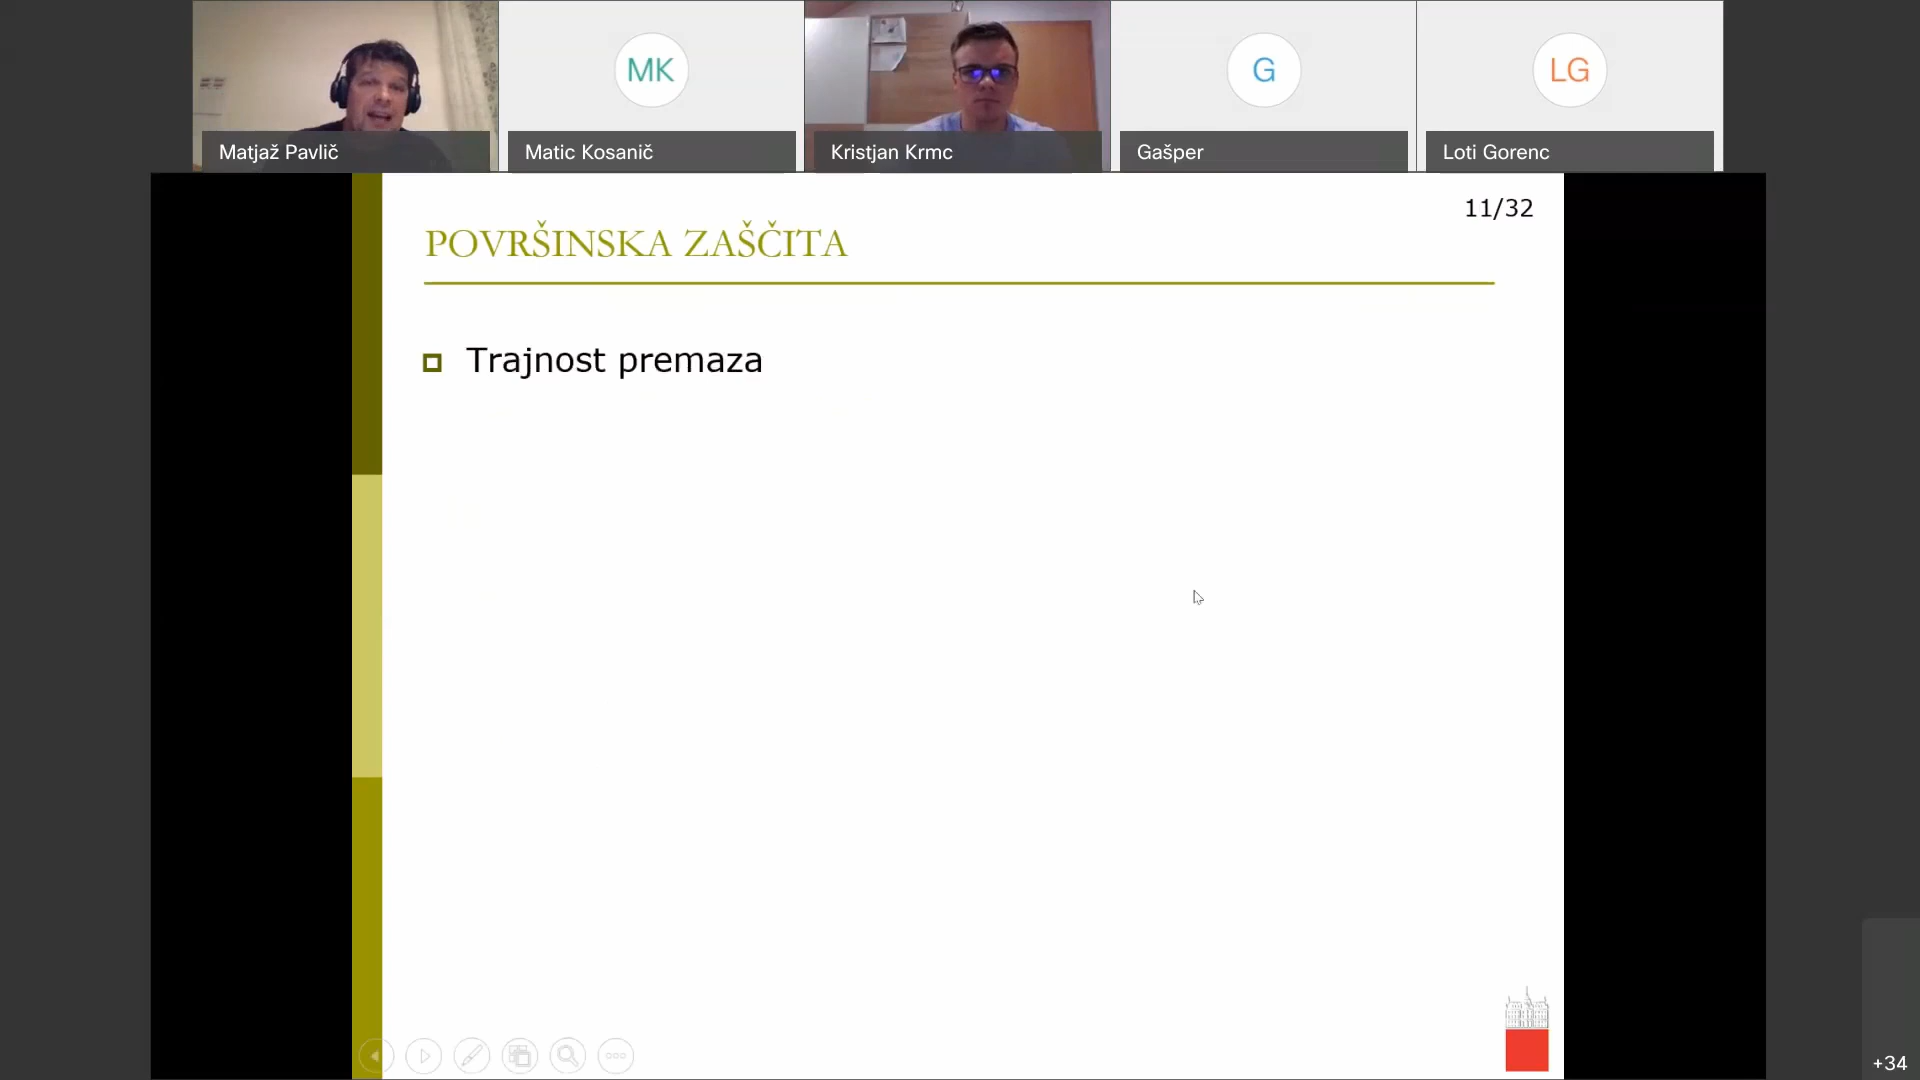 MK
G
LG
Matjaž Pavlič
Matic Kosanič
Kristjan Krmc
Gašper
Loti Gorenc
11/32
POVRŠINSKA ZAŠČITA
Trajnost premaza
+34